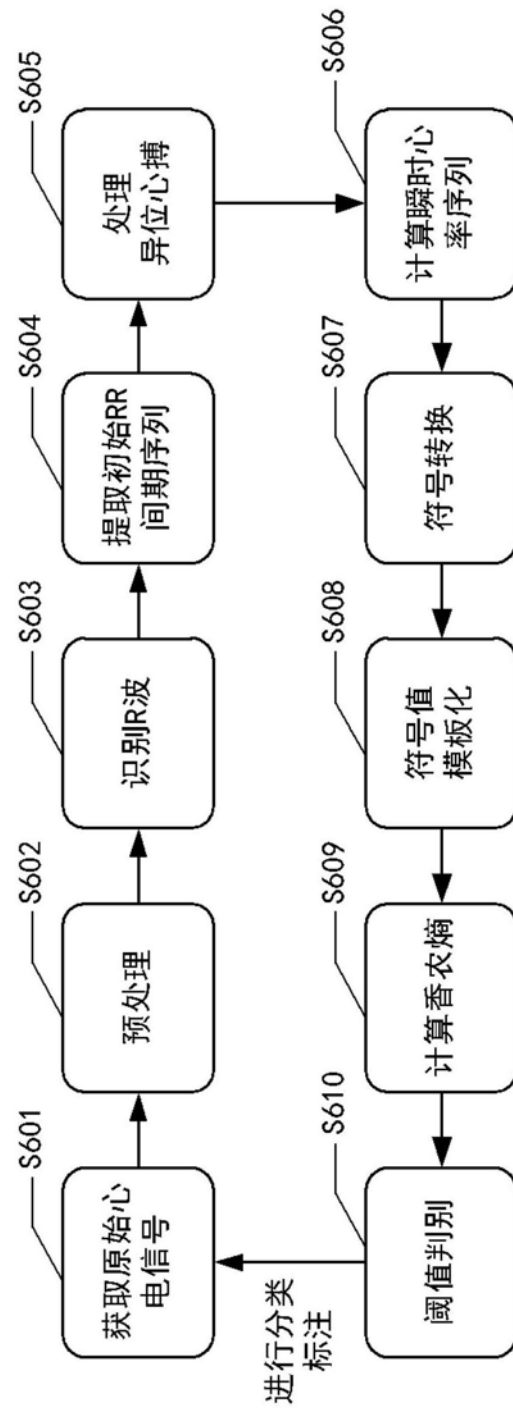 S601
获取原始心
电信号
S602
预处理
S603
识别R波
S604
提取初始RR
间期序列
S605
处理
异位心搏
S606
计算瞬时心
率序列
S607
符号转换
S608
符号值
模板化
S609
计算香农熵
S610
阈值判别
进行分类
标注